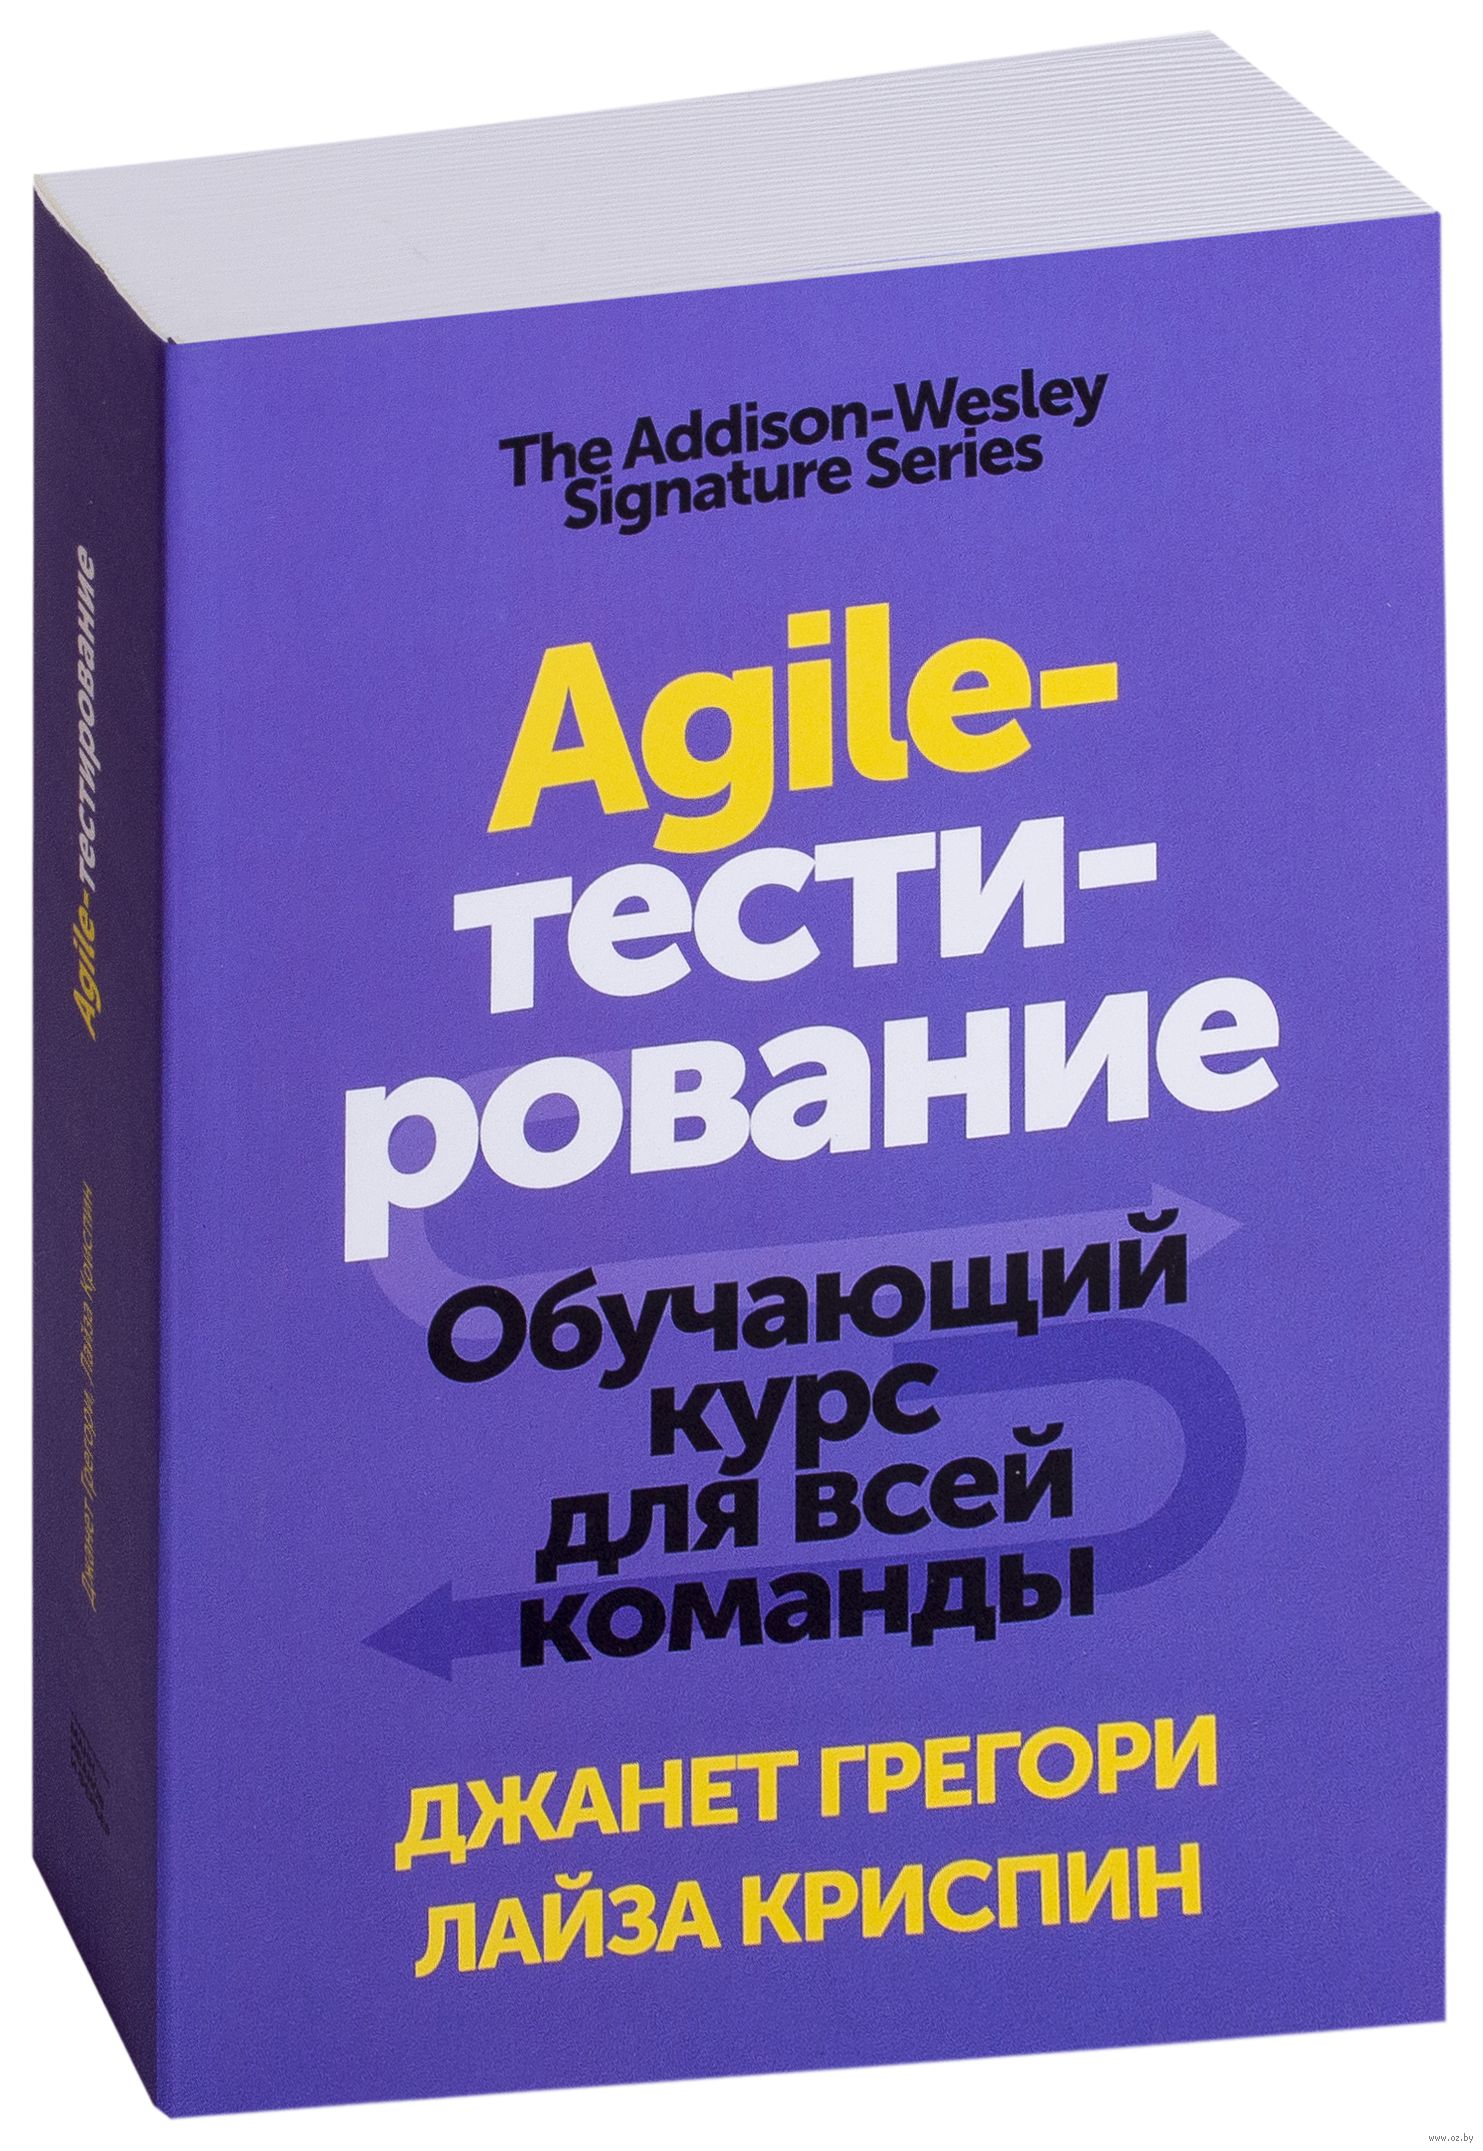 The Addison-Wesley
Signature Series
Agile-
тести-
рование
Обучающий
курс
для всей
команды
ДЖАНЕТ ГРЕГОРИ
ЛАЙЗА КРИСПИН
Agile-тестирование
Джанет Грегори, Лайза Криспин
www.oz.by